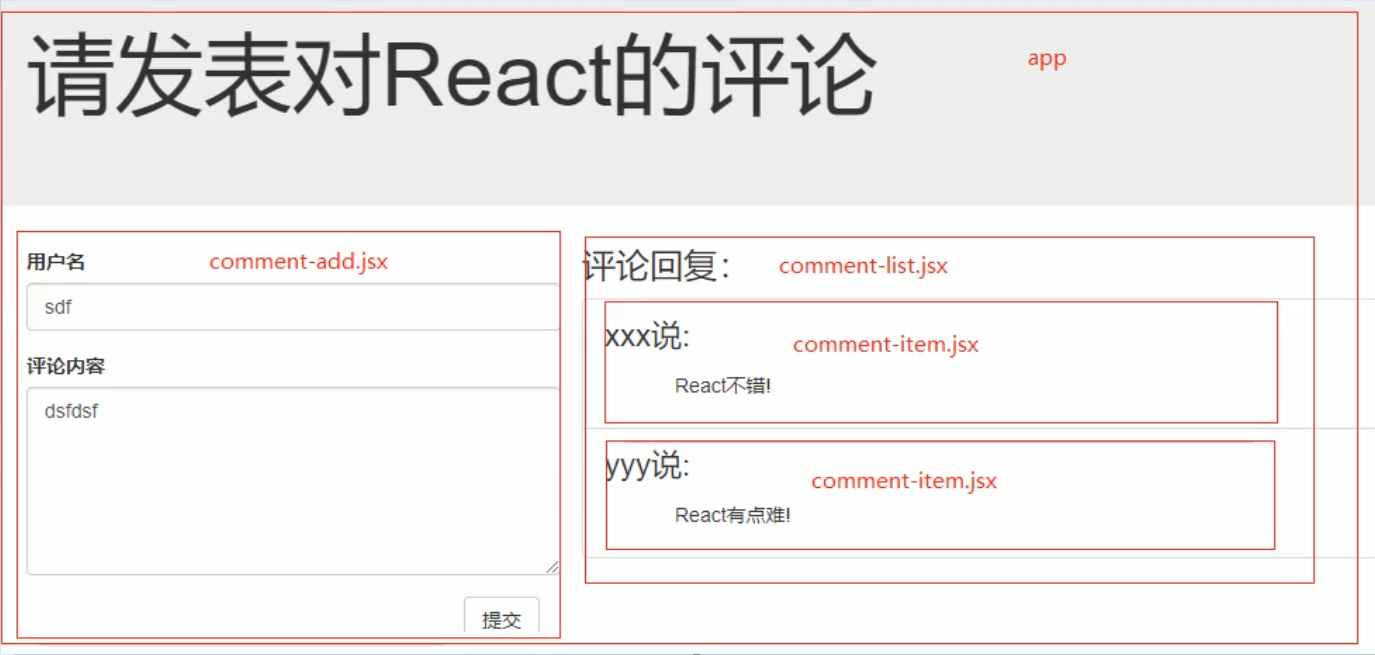 请发表对React的评论
app
用户名
comment-add.jsx
sdf
评论内容
dsfdsf
提交
评论回复：
comment-list.jsx
xxx说:
comment-item.jsx
React不错!
yyy说:
comment-item.jsx
React有点难!